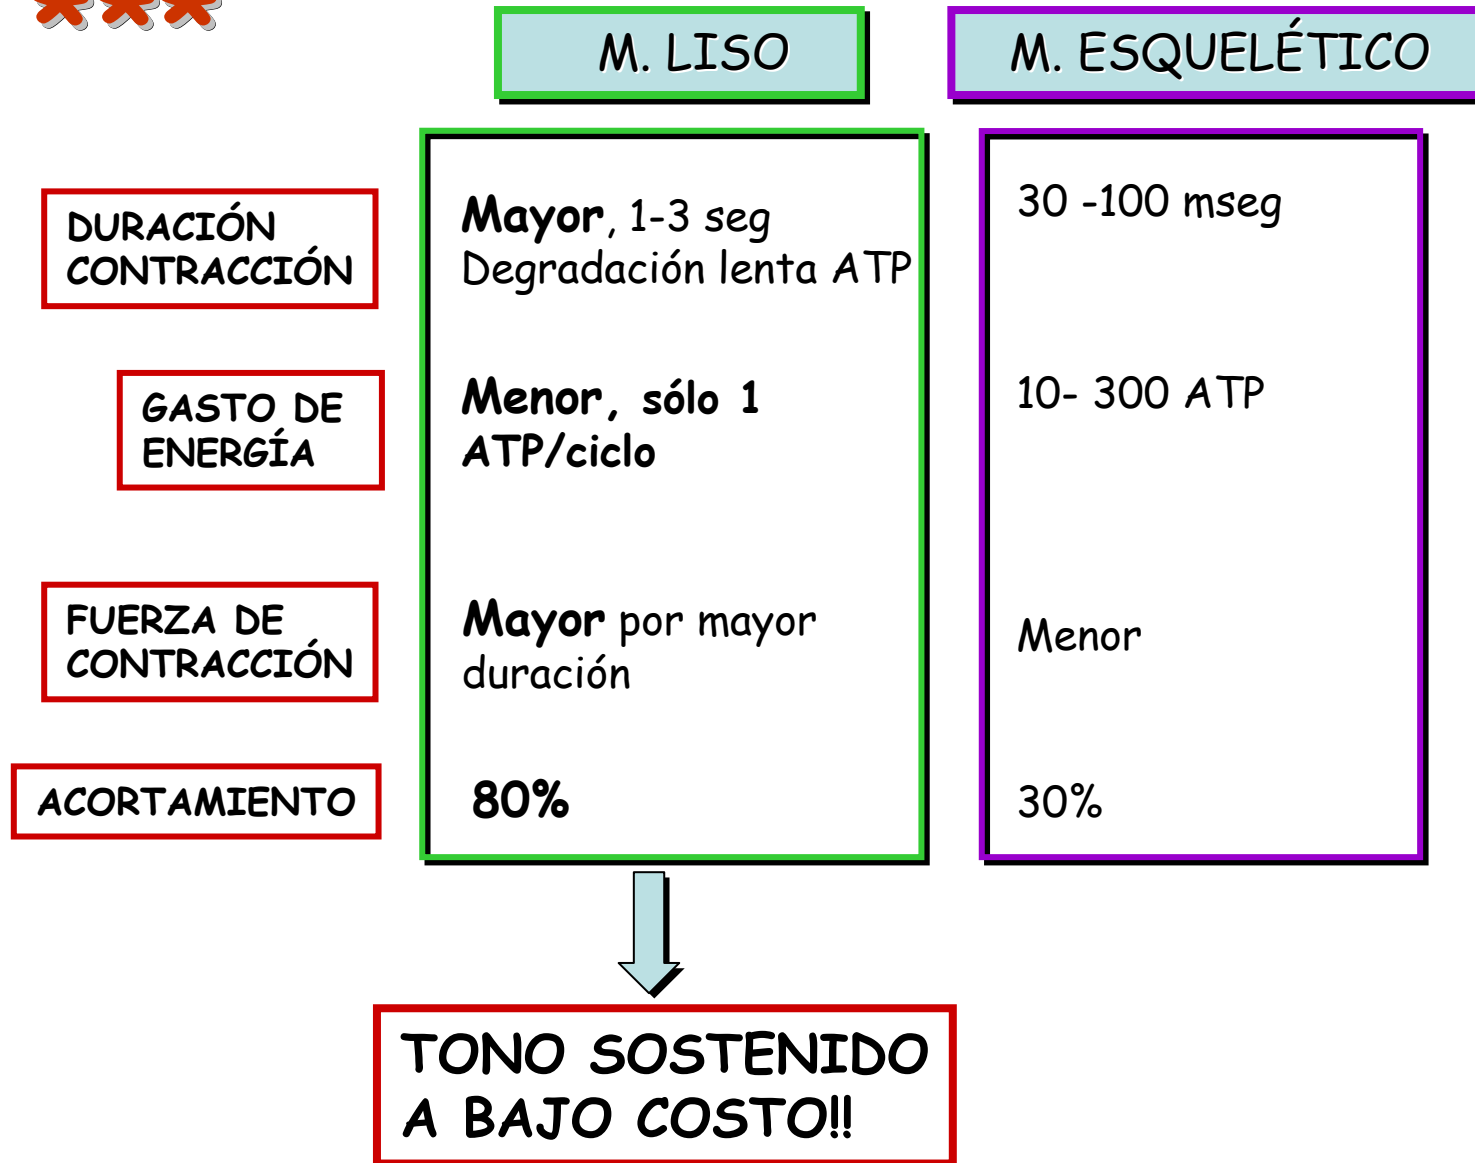 M. LISO
M. ESQUELÉTICO
DURACIÓN
CONTRACCIÓN
Mayor, 1-3 seg
Degradación lenta ATP
30 -100 mseg
GASTO DE
ENERGÍA
Menor, sólo 1
ATP/ciclo
10- 300 ATP
FUERZA DE
CONTRACCIÓN
Mayor por mayor
duración
Menor
ACORTAMIENTO
80%
30%
TONO SOSTENIDO
A BAJO COSTO!!